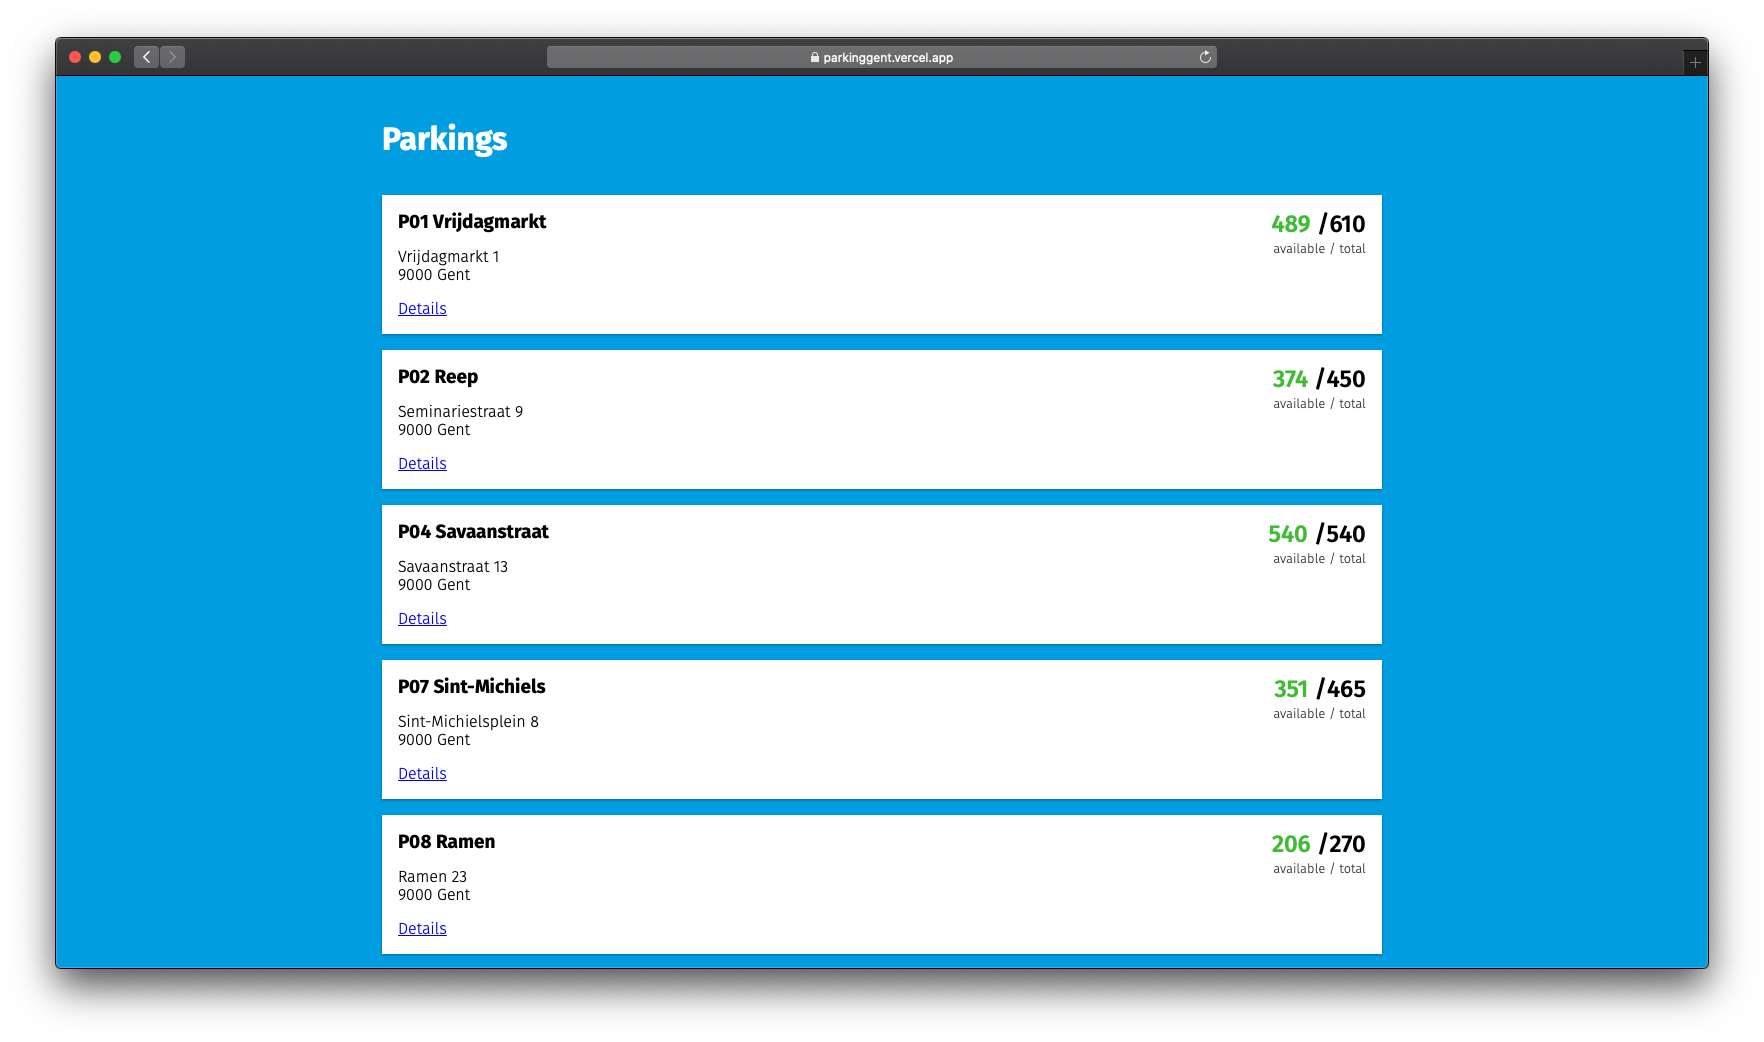 parkinggent.vercel.app
Parkings
P01 Vrijdagmarkt
489 /610
available / total
Vrijdagmarkt 1
9000 Gent
Details
P02 Reep
374 /450
available / total
Seminariestraat 9
9000 Gent
Details
P04 Savaanstraat
540 /540
available / total
Savaanstraat 13
9000 Gent
Details
P07 Sint-Michiels
351 /465
available / total
Sint-Michielsplein 8
9000 Gent
Details
P08 Ramen
206 /270
available / total
Ramen 23
9000 Gent
Details